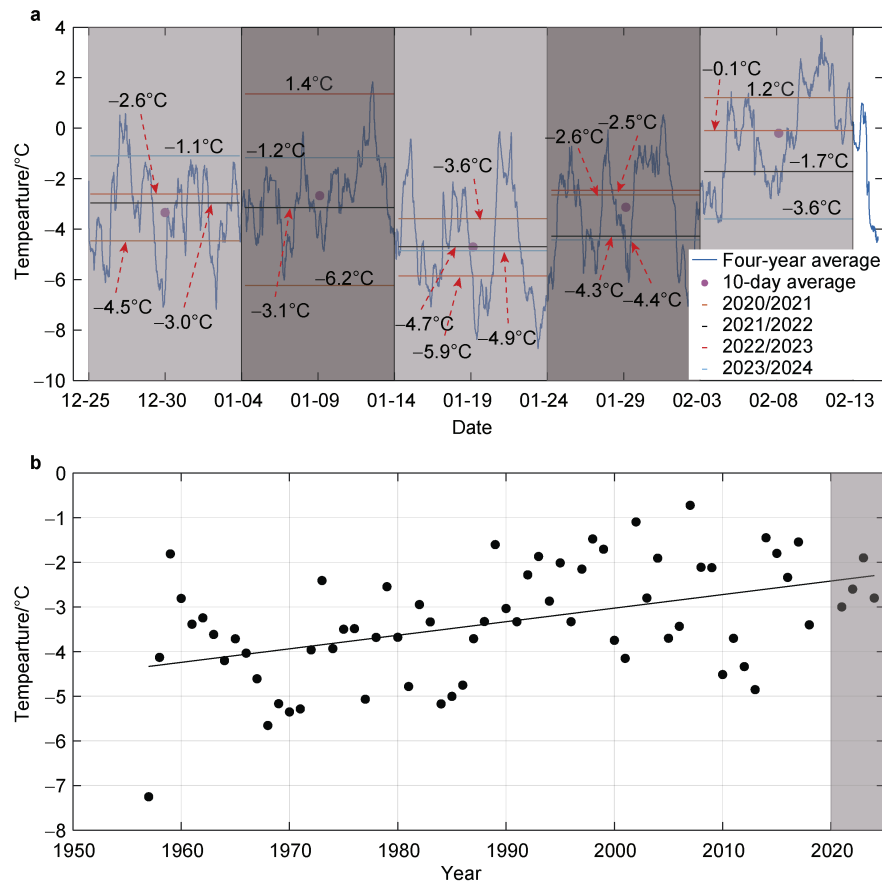 a
4
2
0
−2
−4
−6
−8
−10
Tempearture/°C
−2.6°C
−1.1°C
−4.5°C
−3.0°C
1.4°C
−1.2°C
−6.2°C
−3.1°C
−3.6°C
−4.7°C
−5.9°C
−4.9°C
−2.6°C
−2.5°C
−4.3°C
−4.4°C
−0.1°C
1.2°C
−1.7°C
−3.6°C
Four-year average
10-day average
2020/2021
2021/2022
2022/2023
2023/2024
12-25 12-30 01-04 01-09 01-14 01-19 01-24 01-29 02-03 02-08 02-13
Date
b
0
−1
−2
−3
−4
−5
−6
−7
−8
Tempearture/°C
1950 1960 1970 1980 1990 2000 2010 2020
Year